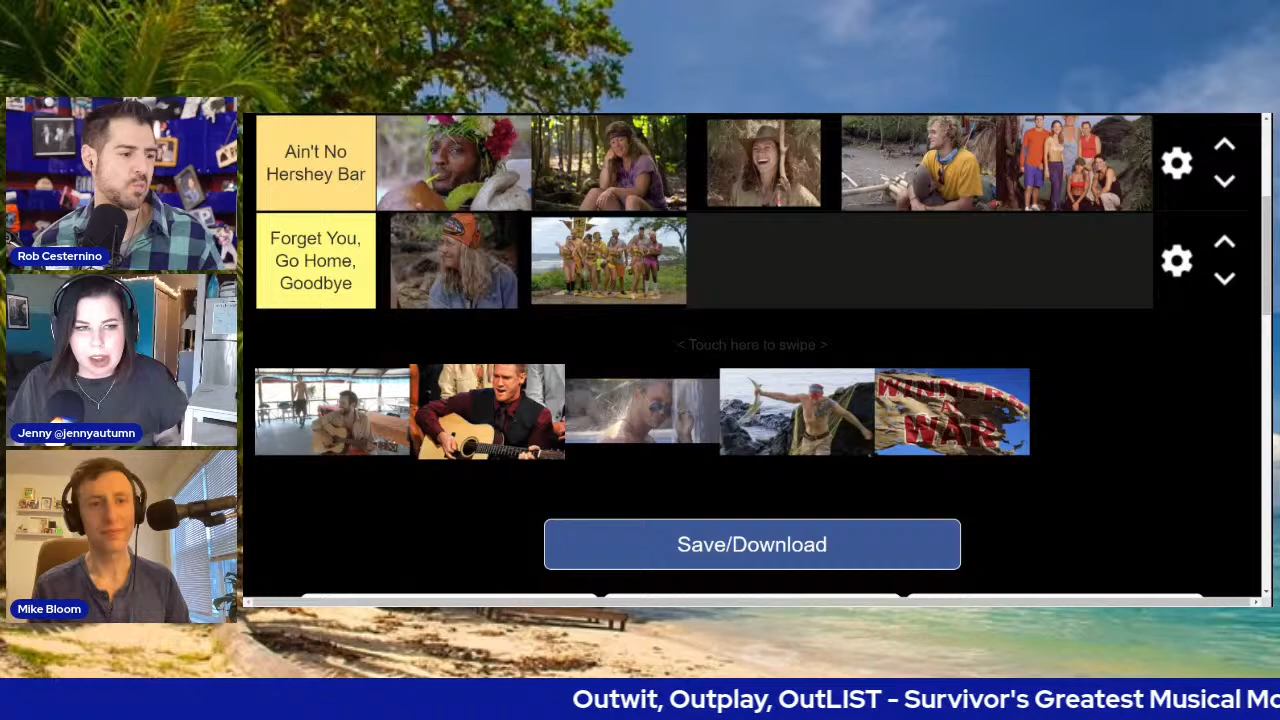 Ain't No
Hershey Bar
Rob Cesternino
Forget You,
Go Home,
Goodbye
< Touch here to swipe >
WINNERS
A
WAR
Jenny @jennyautumn
Save/Download
Mike Bloom
Outwit, Outplay, OutLIST - Survivor's Greatest Musical Mo